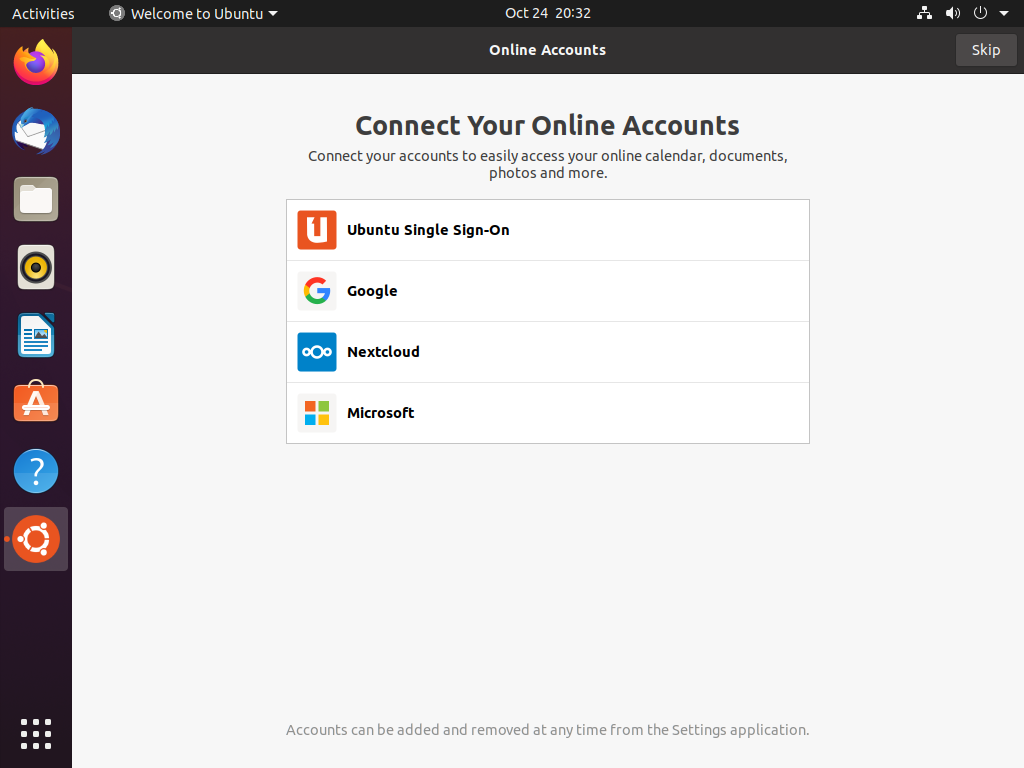 Activities
Welcome to Ubuntu
Oct 24 20:32
Online Accounts
Skip
Connect Your Online Accounts
Connect your accounts to easily access your online calendar, documents,
photos and more.
Ubuntu Single Sign-On
Google
Nextcloud
Microsoft
Accounts can be added and removed at any time from the Settings application.